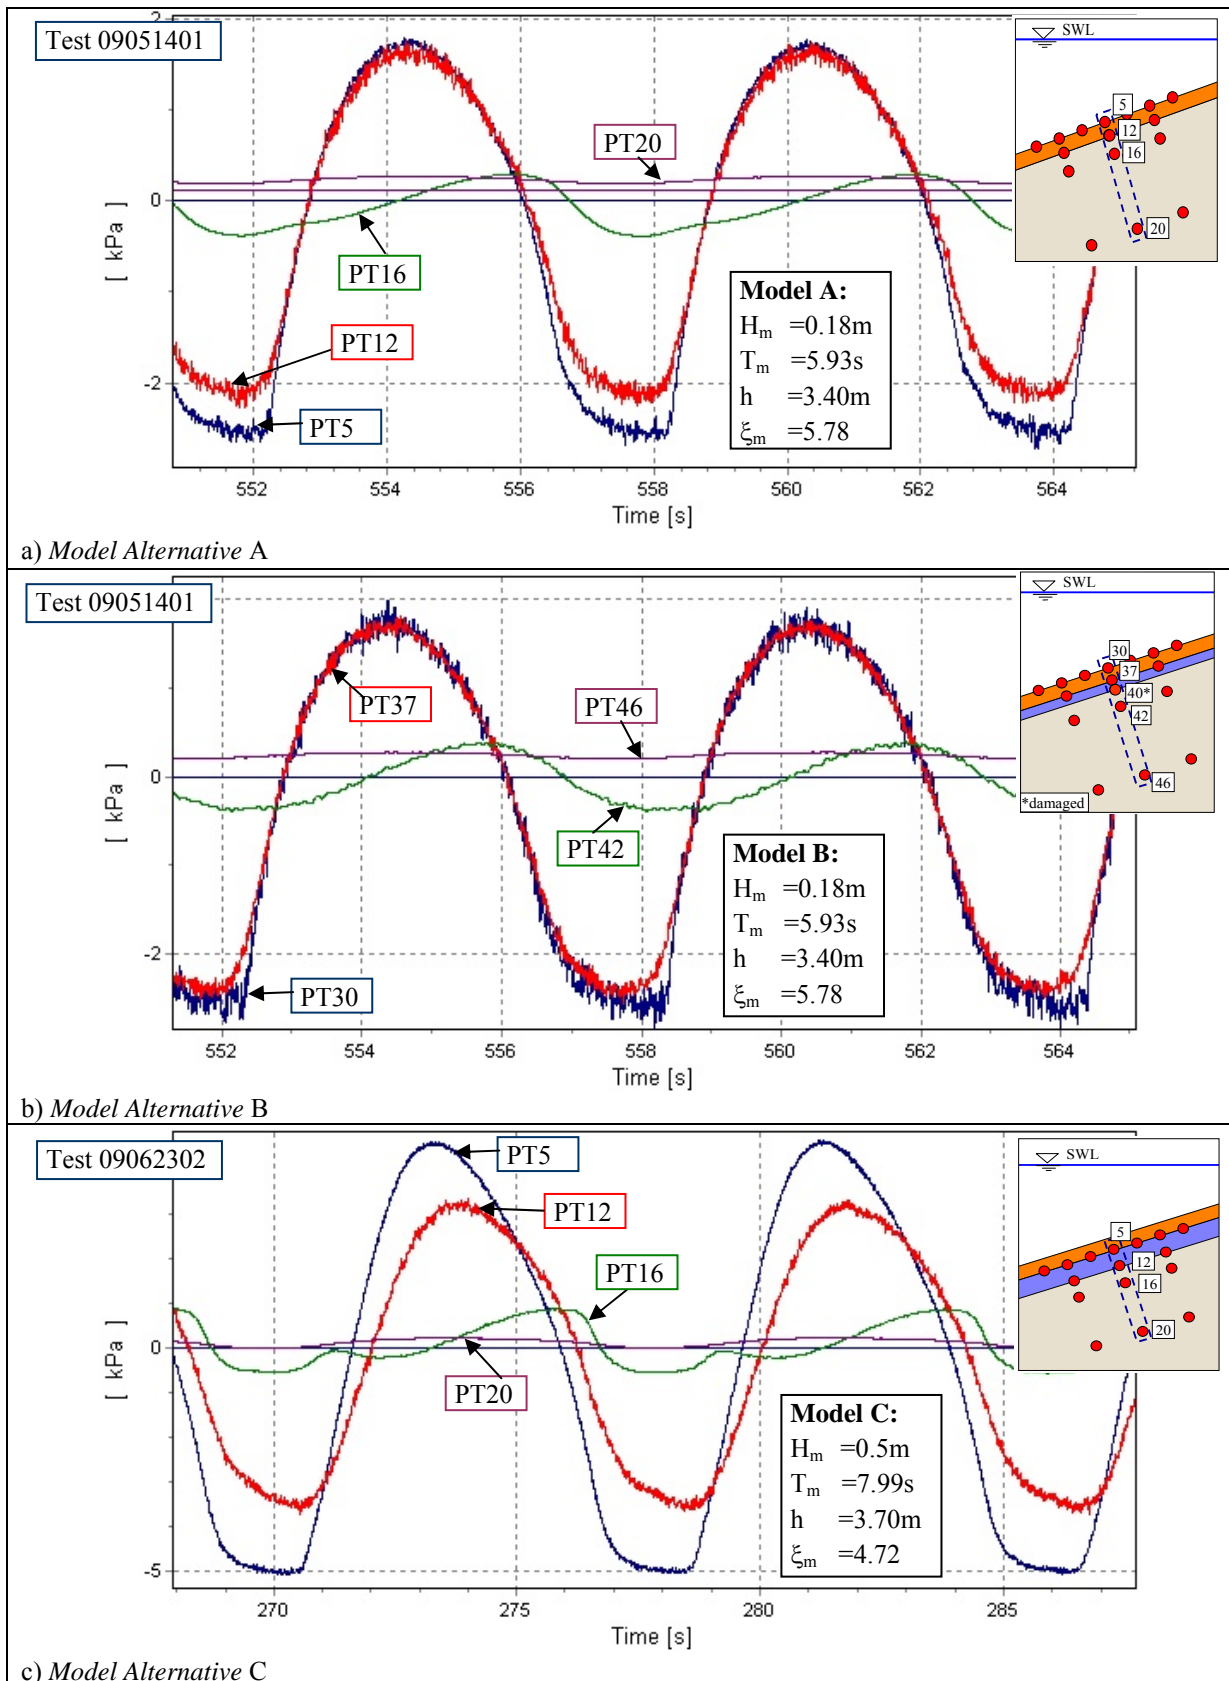 Test 09051401
SWL
5
12
16
20
2
0
-2
[ kPa ]
PT20
PT16
PT12
PT5
Model A:
Hm =0.18m
Tm =5.93s
h =3.40m
ξm =5.78
552 554 556 558 560 562 564
Time [s]
a) Model Alternative A
Test 09051401
SWL
30
37
40*
42
46
*damaged
0
-2
[ kPa ]
PT37
PT46
PT42
PT30
Model B:
Hm =0.18m
Tm =5.93s
h =3.40m
ξm =5.78
552 554 556 558 560 562 564
Time [s]
b) Model Alternative B
Test 09062302
SWL
5
12
16
20
0
-5
[ kPa ]
PT5
PT12
PT16
PT20
Model C:
Hm =0.5m
Tm =7.99s
h =3.70m
ξm =4.72
270 275 280 285
Time [s]
c) Model Alternative C